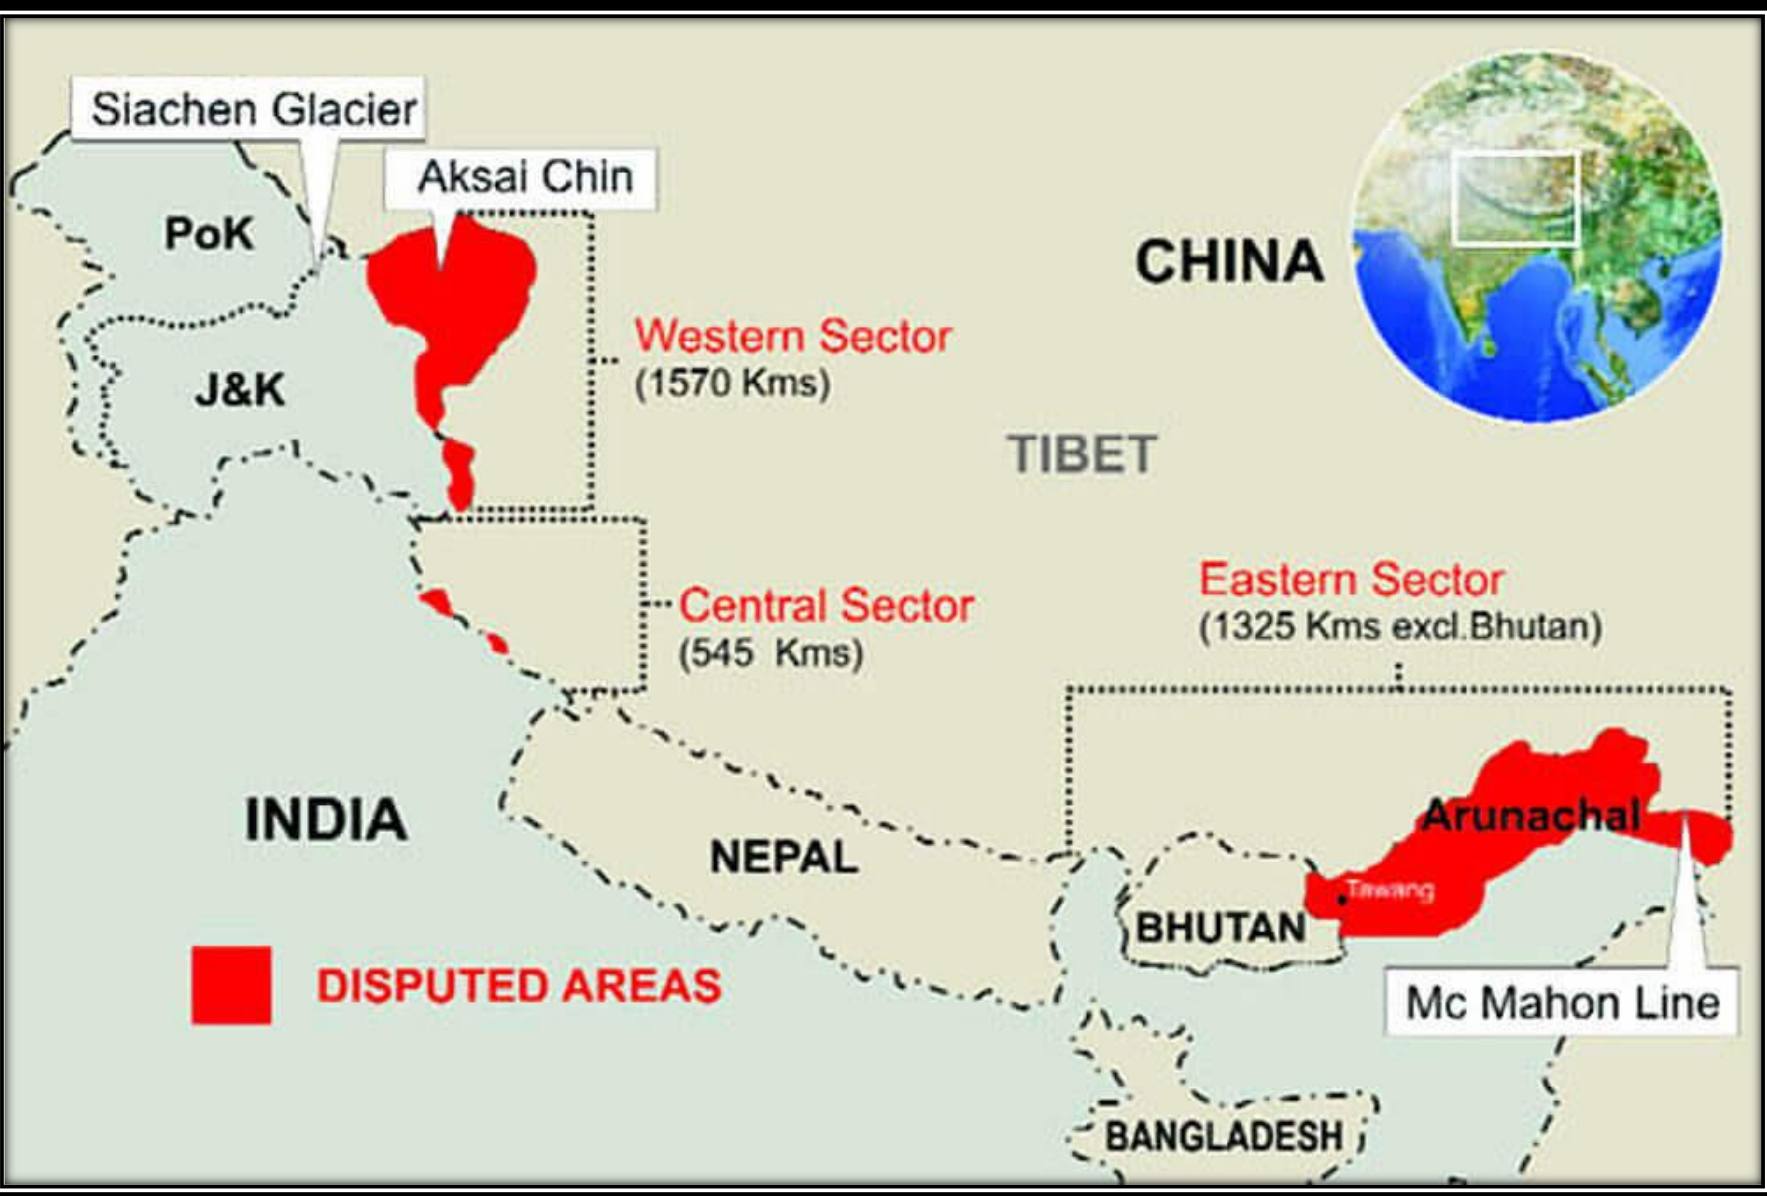 Siachen Glacier
Aksai Chin
PoK
CHINA
Western Sector
(1570 Kms)
J&K
TIBET
Eastern Sector
(1325 Kms excl.Bhutan)
Central Sector
(545 Kms)
INDIA
Arunachal
NEPAL
Tawang
BHUTAN
DISPUTED AREAS
Mc Mahon Line
BANGLADESH